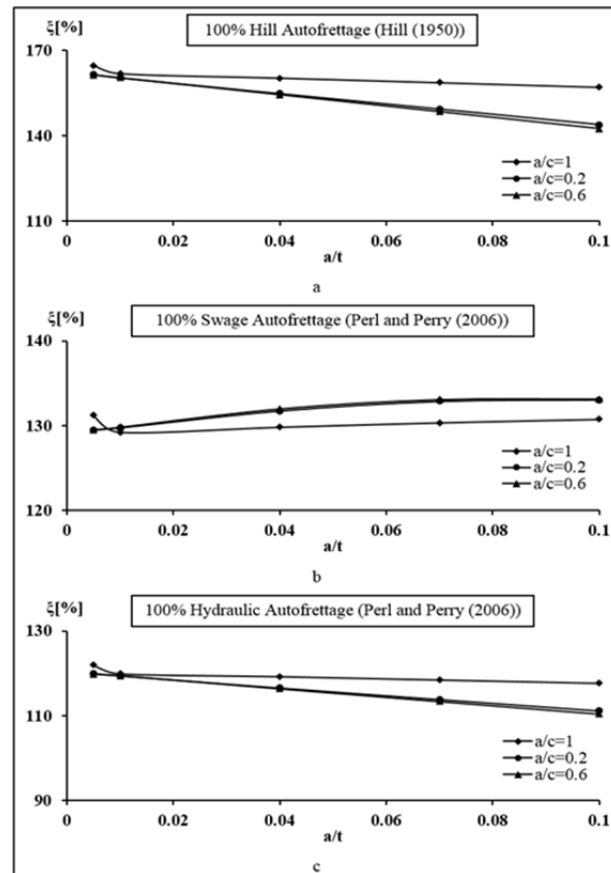 ξ[%]
100% Hill Autofrettage (Hill (1950))
170
140
110
a/c=1
a/c=0.2
a/c=0.6
0 0.02 0.04 0.06 0.08 0.1
a/t
a
ξ[%]
100% Swage Autofrettage (Perl and Perry (2006))
140
130
120
a/c=1
a/c=0.2
a/c=0.6
0 0.02 0.04 0.06 0.08 0.1
a/t
b
ξ[%]
100% Hydraulic Autofrettage (Perl and Perry (2006))
130
110
90
a/c=1
a/c=0.2
a/c=0.6
0 0.02 0.04 0.06 0.08 0.1
a/t
c